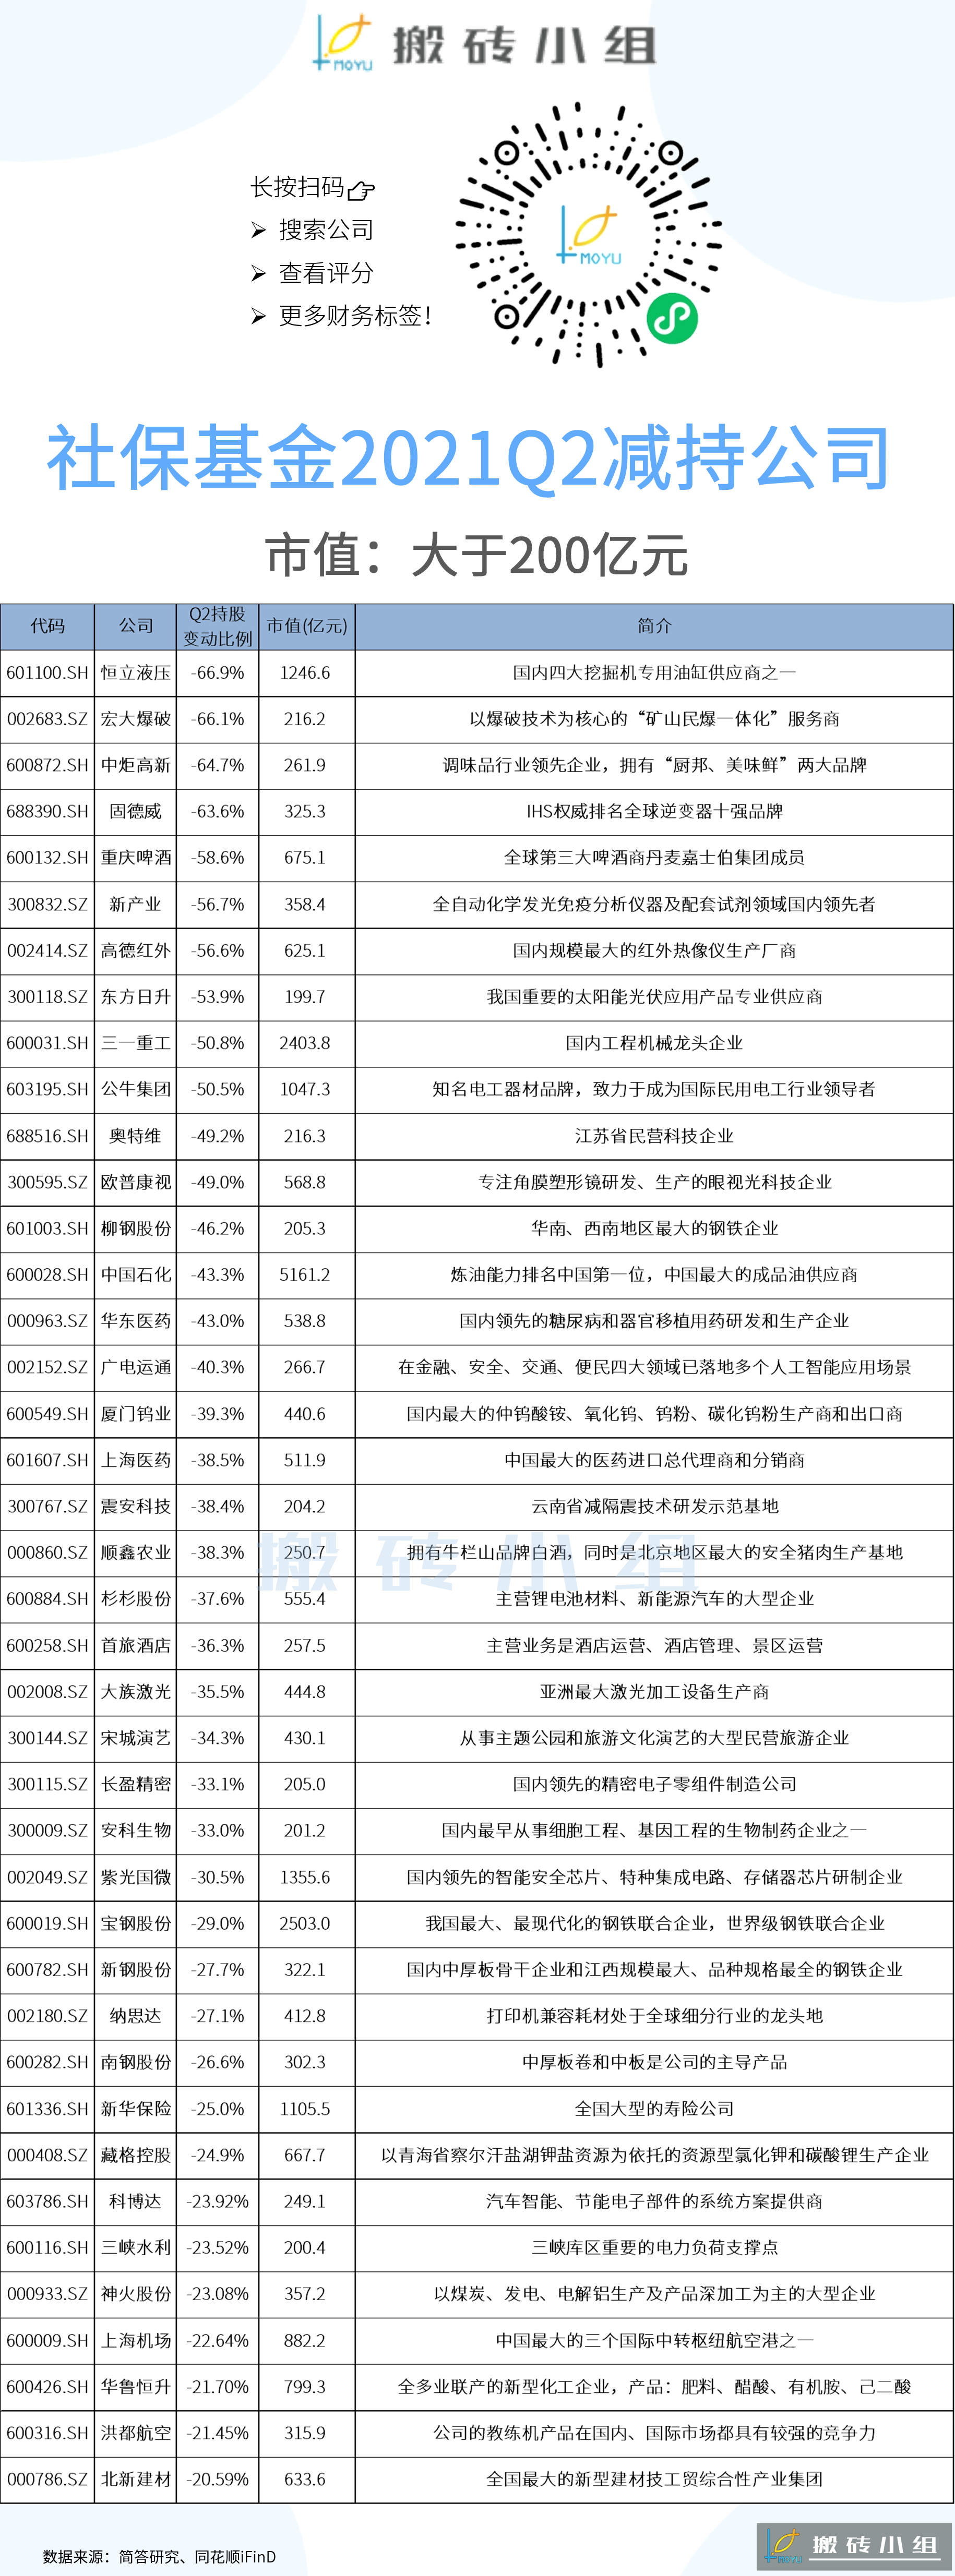 MOYU 搬砖小组
长按扫码
➢ 搜索公司
➢ 查看评分
➢ 更多财务标签！
MOYU
社保基金2021Q2减持公司
市值：大于200亿元
代码 公司 Q2持股变动比例 市值(亿元) 简介
601100.SH 恒立液压 -66.9% 1246.6 国内四大挖掘机专用油缸供应商之一
002683.SZ 宏大爆破 -66.1% 216.2 以爆破技术为核心的“矿山民爆一体化”服务商
600872.SH 中炬高新 -64.7% 261.9 调味品行业领先企业，拥有“厨邦、美味鲜”两大品牌
688390.SH 固德威 -63.6% 325.3 IHS权威排名全球逆变器十强品牌
600132.SH 重庆啤酒 -58.6% 675.1 全球第三大啤酒商丹麦嘉士伯集团成员
300832.SZ 新产业 -56.7% 358.4 全自动化学发光免疫分析仪器及配套试剂领域国内领先者
002414.SZ 高德红外 -56.6% 625.1 国内规模最大的红外热像仪生产厂商
300118.SZ 东方日升 -53.9% 199.7 我国重要的太阳能光伏应用产品专业供应商
600031.SH 三一重工 -50.8% 2403.8 国内工程机械龙头企业
603195.SH 公牛集团 -50.5% 1047.3 知名电工器材品牌，致力于成为国际民用电工行业领导者
688516.SH 奥特维 -49.2% 216.3 江苏省民营科技企业
300595.SZ 欧普康视 -49.0% 568.8 专注角膜塑形镜研发、生产的眼视光科技企业
601003.SH 柳钢股份 -46.2% 205.3 华南、西南地区最大的钢铁企业
600028.SH 中国石化 -43.3% 5161.2 炼油能力排名中国第一位，中国最大的成品油供应商
000963.SZ 华东医药 -43.0% 538.8 国内领先的糖尿病和器官移植用药研发和生产企业
002152.SZ 广电运通 -40.3% 266.7 在金融、安全、交通、便民四大领域已落地多个人工智能应用场景
600549.SH 厦门钨业 -39.3% 440.6 国内最大的仲钨酸铵、氧化钨、钨粉、碳化钨粉生产商和出口商
601607.SH 上海医药 -38.5% 511.9 中国最大的医药进口总代理商和分销商
300767.SZ 震安科技 -38.4% 204.2 云南省减隔震技术研发示范基地
000860.SZ 顺鑫农业 -38.3% 250.7 拥有牛栏山品牌白酒，同时是北京地区最大的安全猪肉生产基地
搬砖小组
600884.SH 杉杉股份 -37.6% 555.4 主营锂电池材料、新能源汽车的大型企业
600258.SH 首旅酒店 -36.3% 257.5 主营业务是酒店运营、酒店管理、景区运营
002008.SZ 大族激光 -35.5% 444.8 亚洲最大激光加工设备生产商
300144.SZ 宋城演艺 -34.3% 430.1 从事主题公园和旅游文化演艺的大型民营旅游企业
300115.SZ 长盈精密 -33.1% 205.0 国内领先的精密电子零组件制造公司
300009.SZ 安科生物 -33.0% 201.2 国内最早从事细胞工程、基因工程的生物制药企业之一
002049.SZ 紫光国微 -30.5% 1355.6 国内领先的智能安全芯片、特种集成电路、存储器芯片研制企业
600019.SH 宝钢股份 -29.0% 2503.0 我国最大、最现代化的钢铁联合企业，世界级钢铁联合企业
600782.SH 新钢股份 -27.7% 322.1 国内中厚板骨干企业和江西规模最大、品种规格最全的钢铁企业
002180.SZ 纳思达 -27.1% 412.8 打印机兼容耗材处于全球细分行业的龙头地
600282.SH 南钢股份 -26.6% 302.3 中厚板卷和中板是公司的主导产品
601336.SH 新华保险 -25.0% 1105.5 全国大型的寿险公司
000408.SZ 藏格控股 -24.9% 667.7 以青海省察尔汗盐湖钾盐资源为依托的资源型氯化钾和碳酸锂生产企业
603786.SH 科博达 -23.92% 249.1 汽车智能、节能电子部件的系统方案提供商
600116.SH 三峡水利 -23.52% 200.4 三峡库区重要的电力负荷支撑点
000933.SZ 神火股份 -23.08% 357.2 以煤炭、发电、电解铝生产及产品深加工为主的大型企业
600009.SH 上海机场 -22.64% 882.2 中国最大的三个国际中转枢纽航空港之一
600426.SH 华鲁恒升 -21.70% 799.3 全多业联产的新型化工企业，产品：肥料、醋酸、有机胺、己二酸
600316.SH 洪都航空 -21.45% 315.9 公司的教练机产品在国内、国际市场都具有较强的竞争力
000786.SZ 北新建材 -20.59% 633.6 全国最大的新型建材技工贸综合性产业集团
数据来源：简答研究、同花顺iFinD
MOYU 搬砖小组